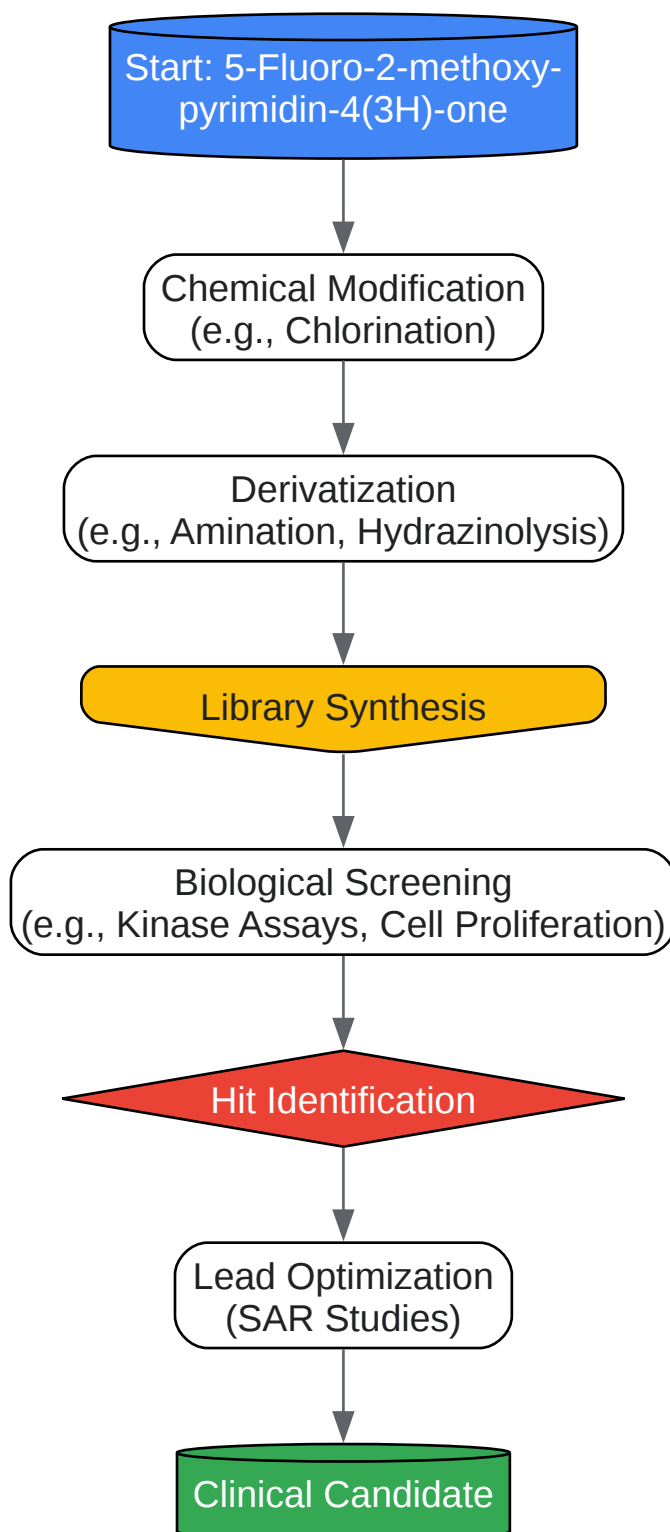 Start: 5-Fluoro-2-methoxy-
pyrimidin-4(3H)-one
Chemical Modification
(e.g., Chlorination)
Derivatization
(e.g., Amination, Hydrazinolysis)
Library Synthesis
Biological Screening
(e.g., Kinase Assays, Cell Proliferation)
Hit Identification
Lead Optimization
(SAR Studies)
Clinical Candidate